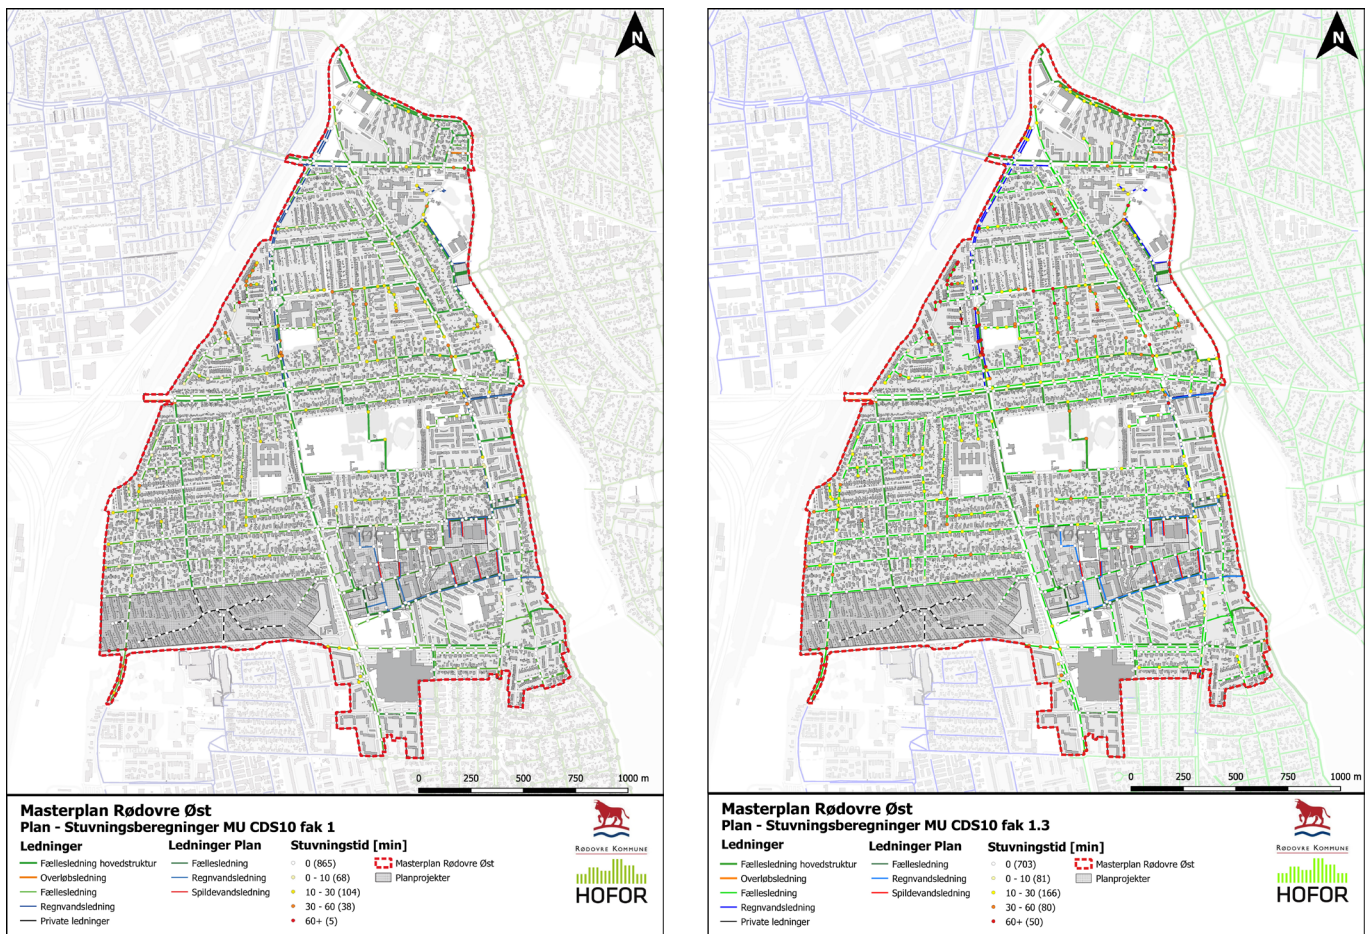 N
0 250 500 750 1000 m
Masterplan Rødovre Øst
Plan - Stuvningsberegninger MU CDS10 fak 1
Ledninger
Fællesledning hovedstruktur
Overløbsledning
Fællesledning
Regnvandsledning
Private ledninger
Ledninger Plan
Fællesledning
Regnvandsledning
Spildevandsledning
Stuvningstid [min]
0 (865)
0 - 10 (68)
10 - 30 (104)
30 - 60 (38)
60+ (5)
Masterplan Rødovre Øst
Planprojekter
RØDOVRE KOMMUNE
HOFOR
N
0 250 500 750 1000 m
Masterplan Rødovre Øst
Plan - Stuvningsberegninger MU CDS10 fak 1.3
Ledninger
Fællesledning hovedstruktur
Overløbsledning
Fællesledning
Regnvandsledning
Private ledninger
Ledninger Plan
Fællesledning
Regnvandsledning
Spildevandsledning
Stuvningstid [min]
0 (703)
0 - 10 (81)
10 - 30 (166)
30 - 60 (80)
60+ (50)
Masterplan Rødovre Øst
Planprojekter
RØDOVRE KOMMUNE
HOFOR